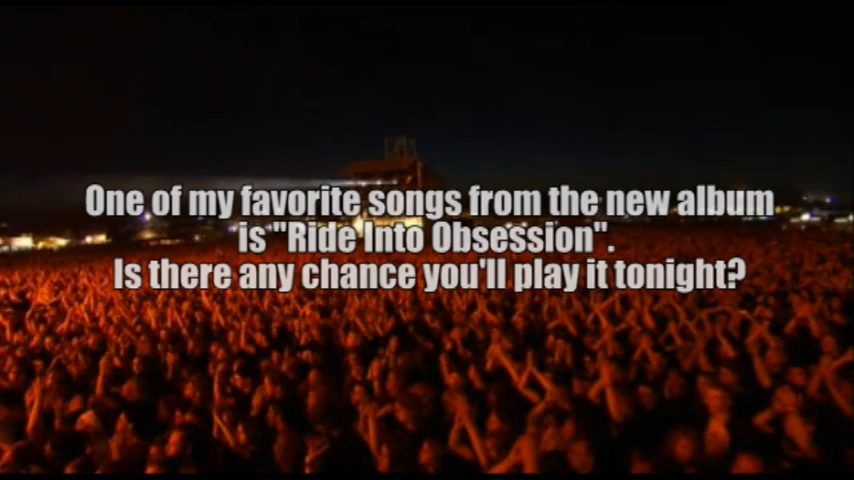 One of my favorite songs from the new album
is "Ride Into Obsession".
Is there any chance you'll play it tonight?